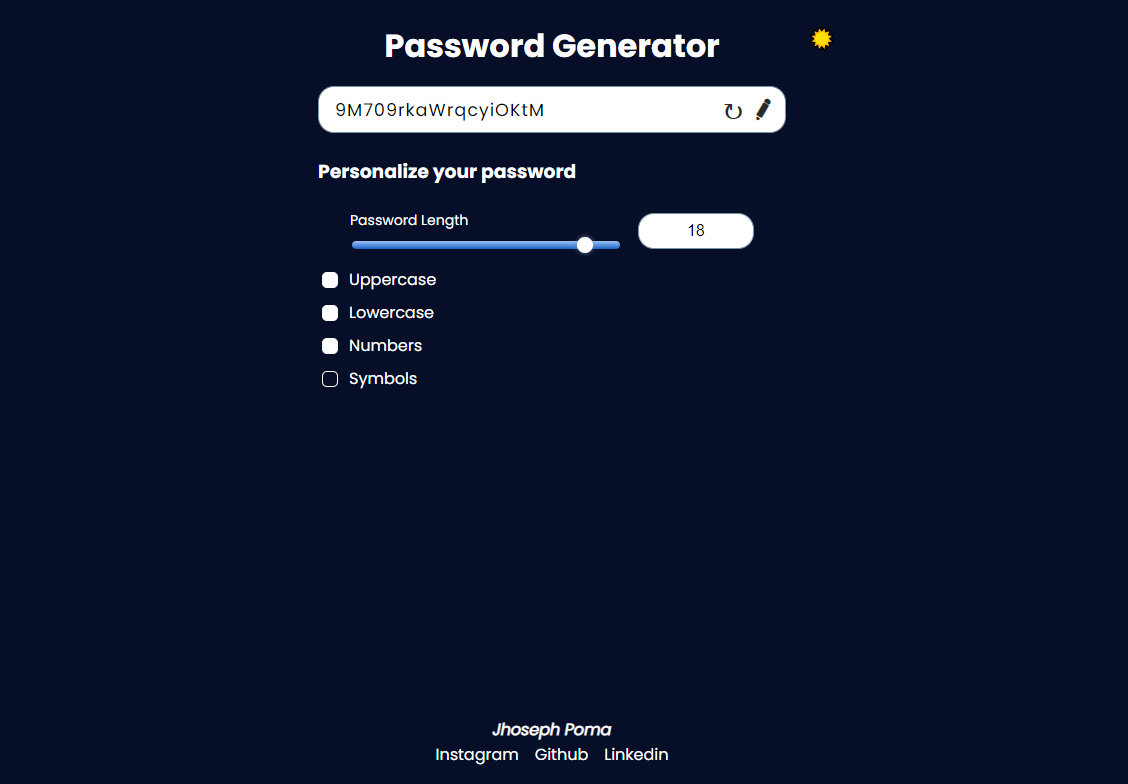 Password Generator
9M709rkaWrqcyiOKtM
Personalize your password
Password Length
18
Uppercase
Lowercase
Numbers
Symbols
Jhoseph Poma
Instagram Github Linkedin